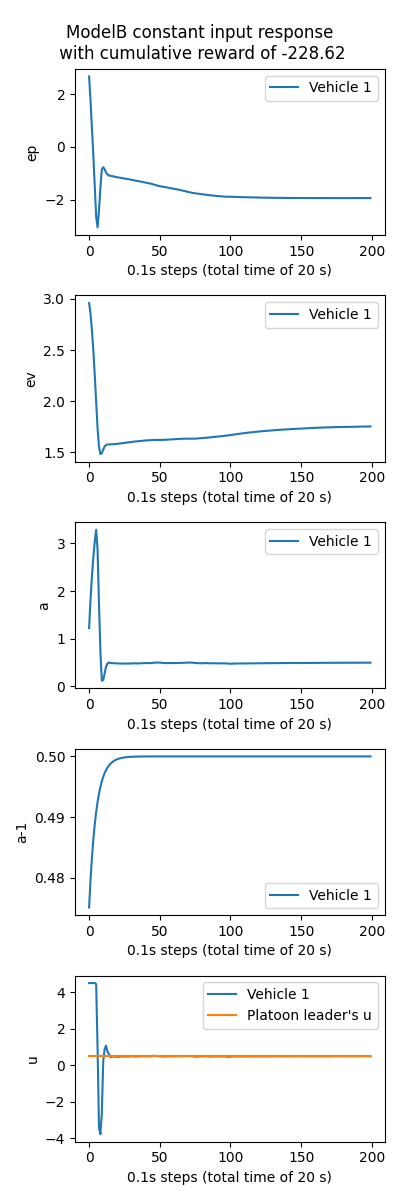 ModelB constant input response
with cumulative reward of -228.62
Vehicle 1
ep
2
0
−2
0 50 100 150 200
0.1s steps (total time of 20 s)
Vehicle 1
ev
3.0
2.5
2.0
1.5
0 50 100 150 200
0.1s steps (total time of 20 s)
Vehicle 1
a
3
2
1
0
0 50 100 150 200
0.1s steps (total time of 20 s)
a-1
0.50
0.49
0.48
Vehicle 1
0 50 100 150 200
0.1s steps (total time of 20 s)
Vehicle 1
Platoon leader's u
u
4
2
0
−2
−4
0 50 100 150 200
0.1s steps (total time of 20 s)